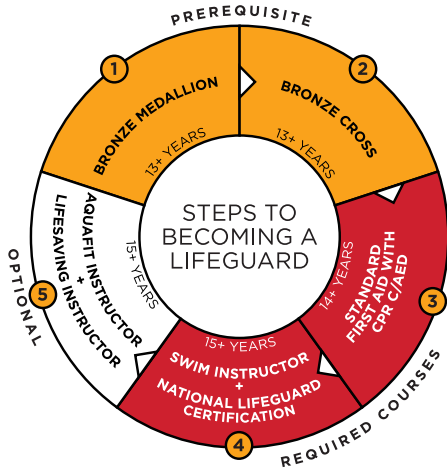 PREREQUISITE
STEPS TO
BECOMING A
LIFEGUARD
1
BRONZE MEDALLION
13+ YEARS
2
BRONZE CROSS
13+ YEARS
3
STANDARD
FIRST AID WITH
CPR C/AED
14+ YEARS
REQUIRED COURSES
4
15+ YEARS
SWIM INSTRUCTOR
+
NATIONAL LIFEGUARD
CERTIFICATION
5
AQUAFIT INSTRUCTOR
+
LIFESAVING INSTRUCTOR
15+ YEARS
OPTIONAL